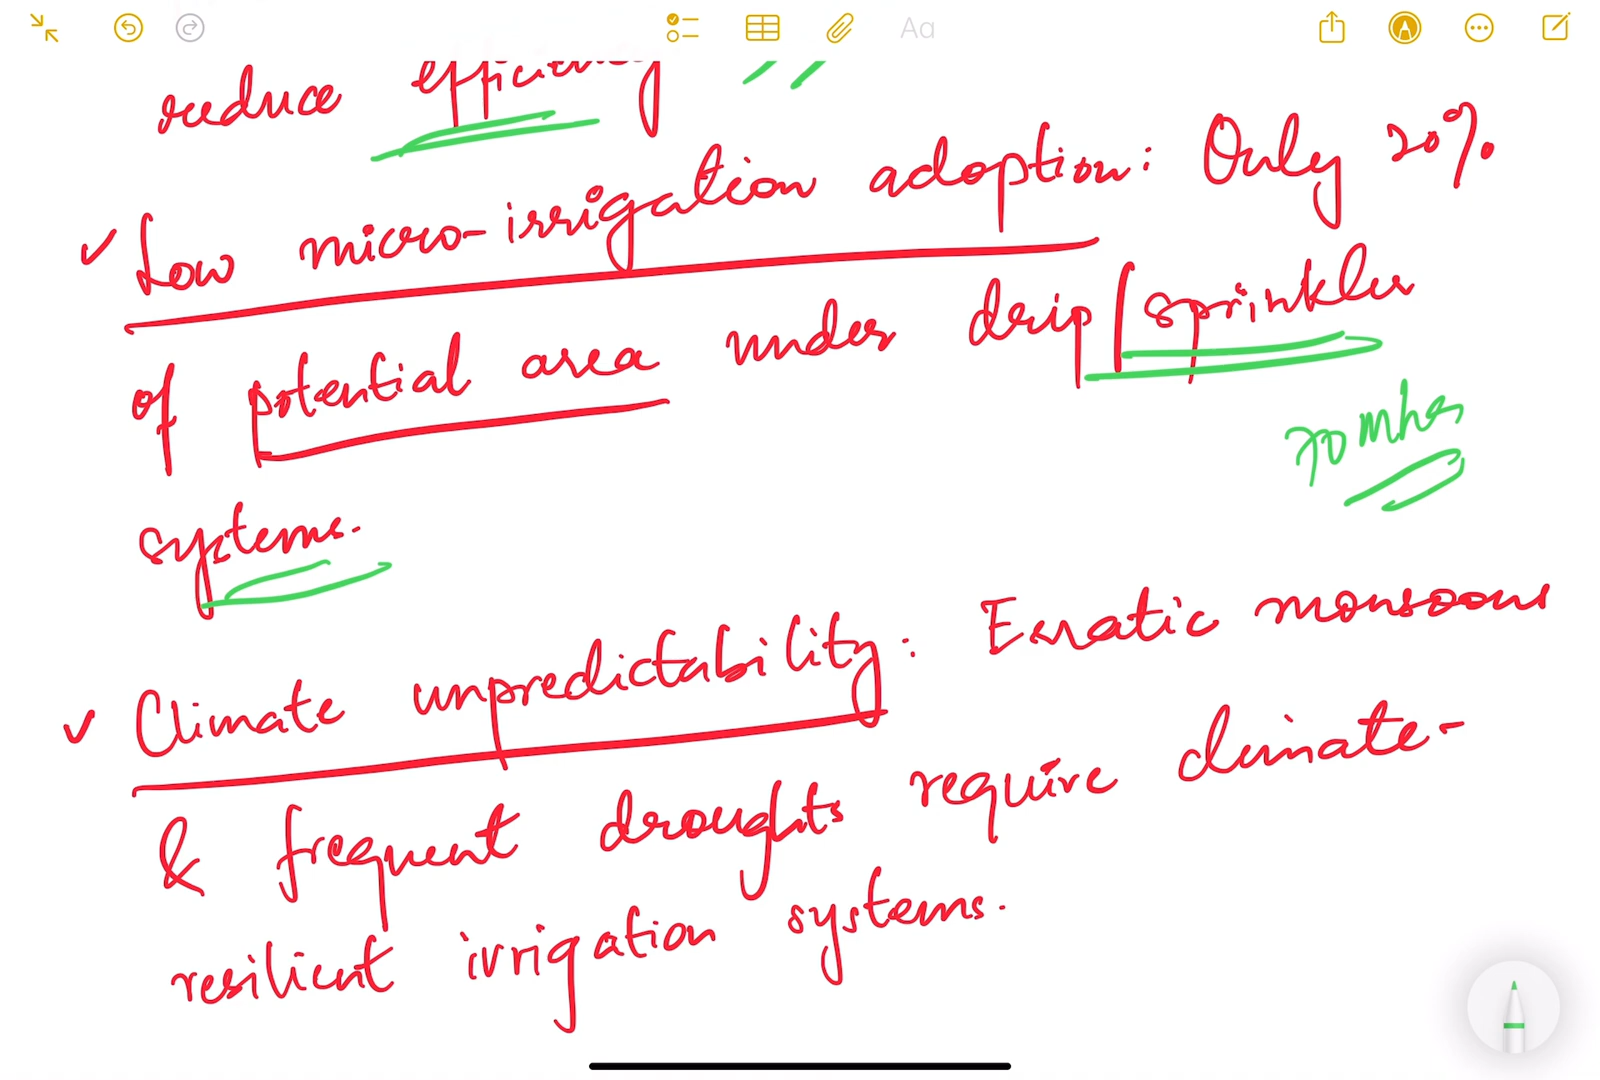 Aa
reduce efficiency
✓ Low micro-irrigation adoption: Only 20%
of potential area under drip/sprinkler
70 mha
systems.
✓ Climate unpredictability: Erratic monsoons
& frequent droughts require climate-
resilient irrigation systems.